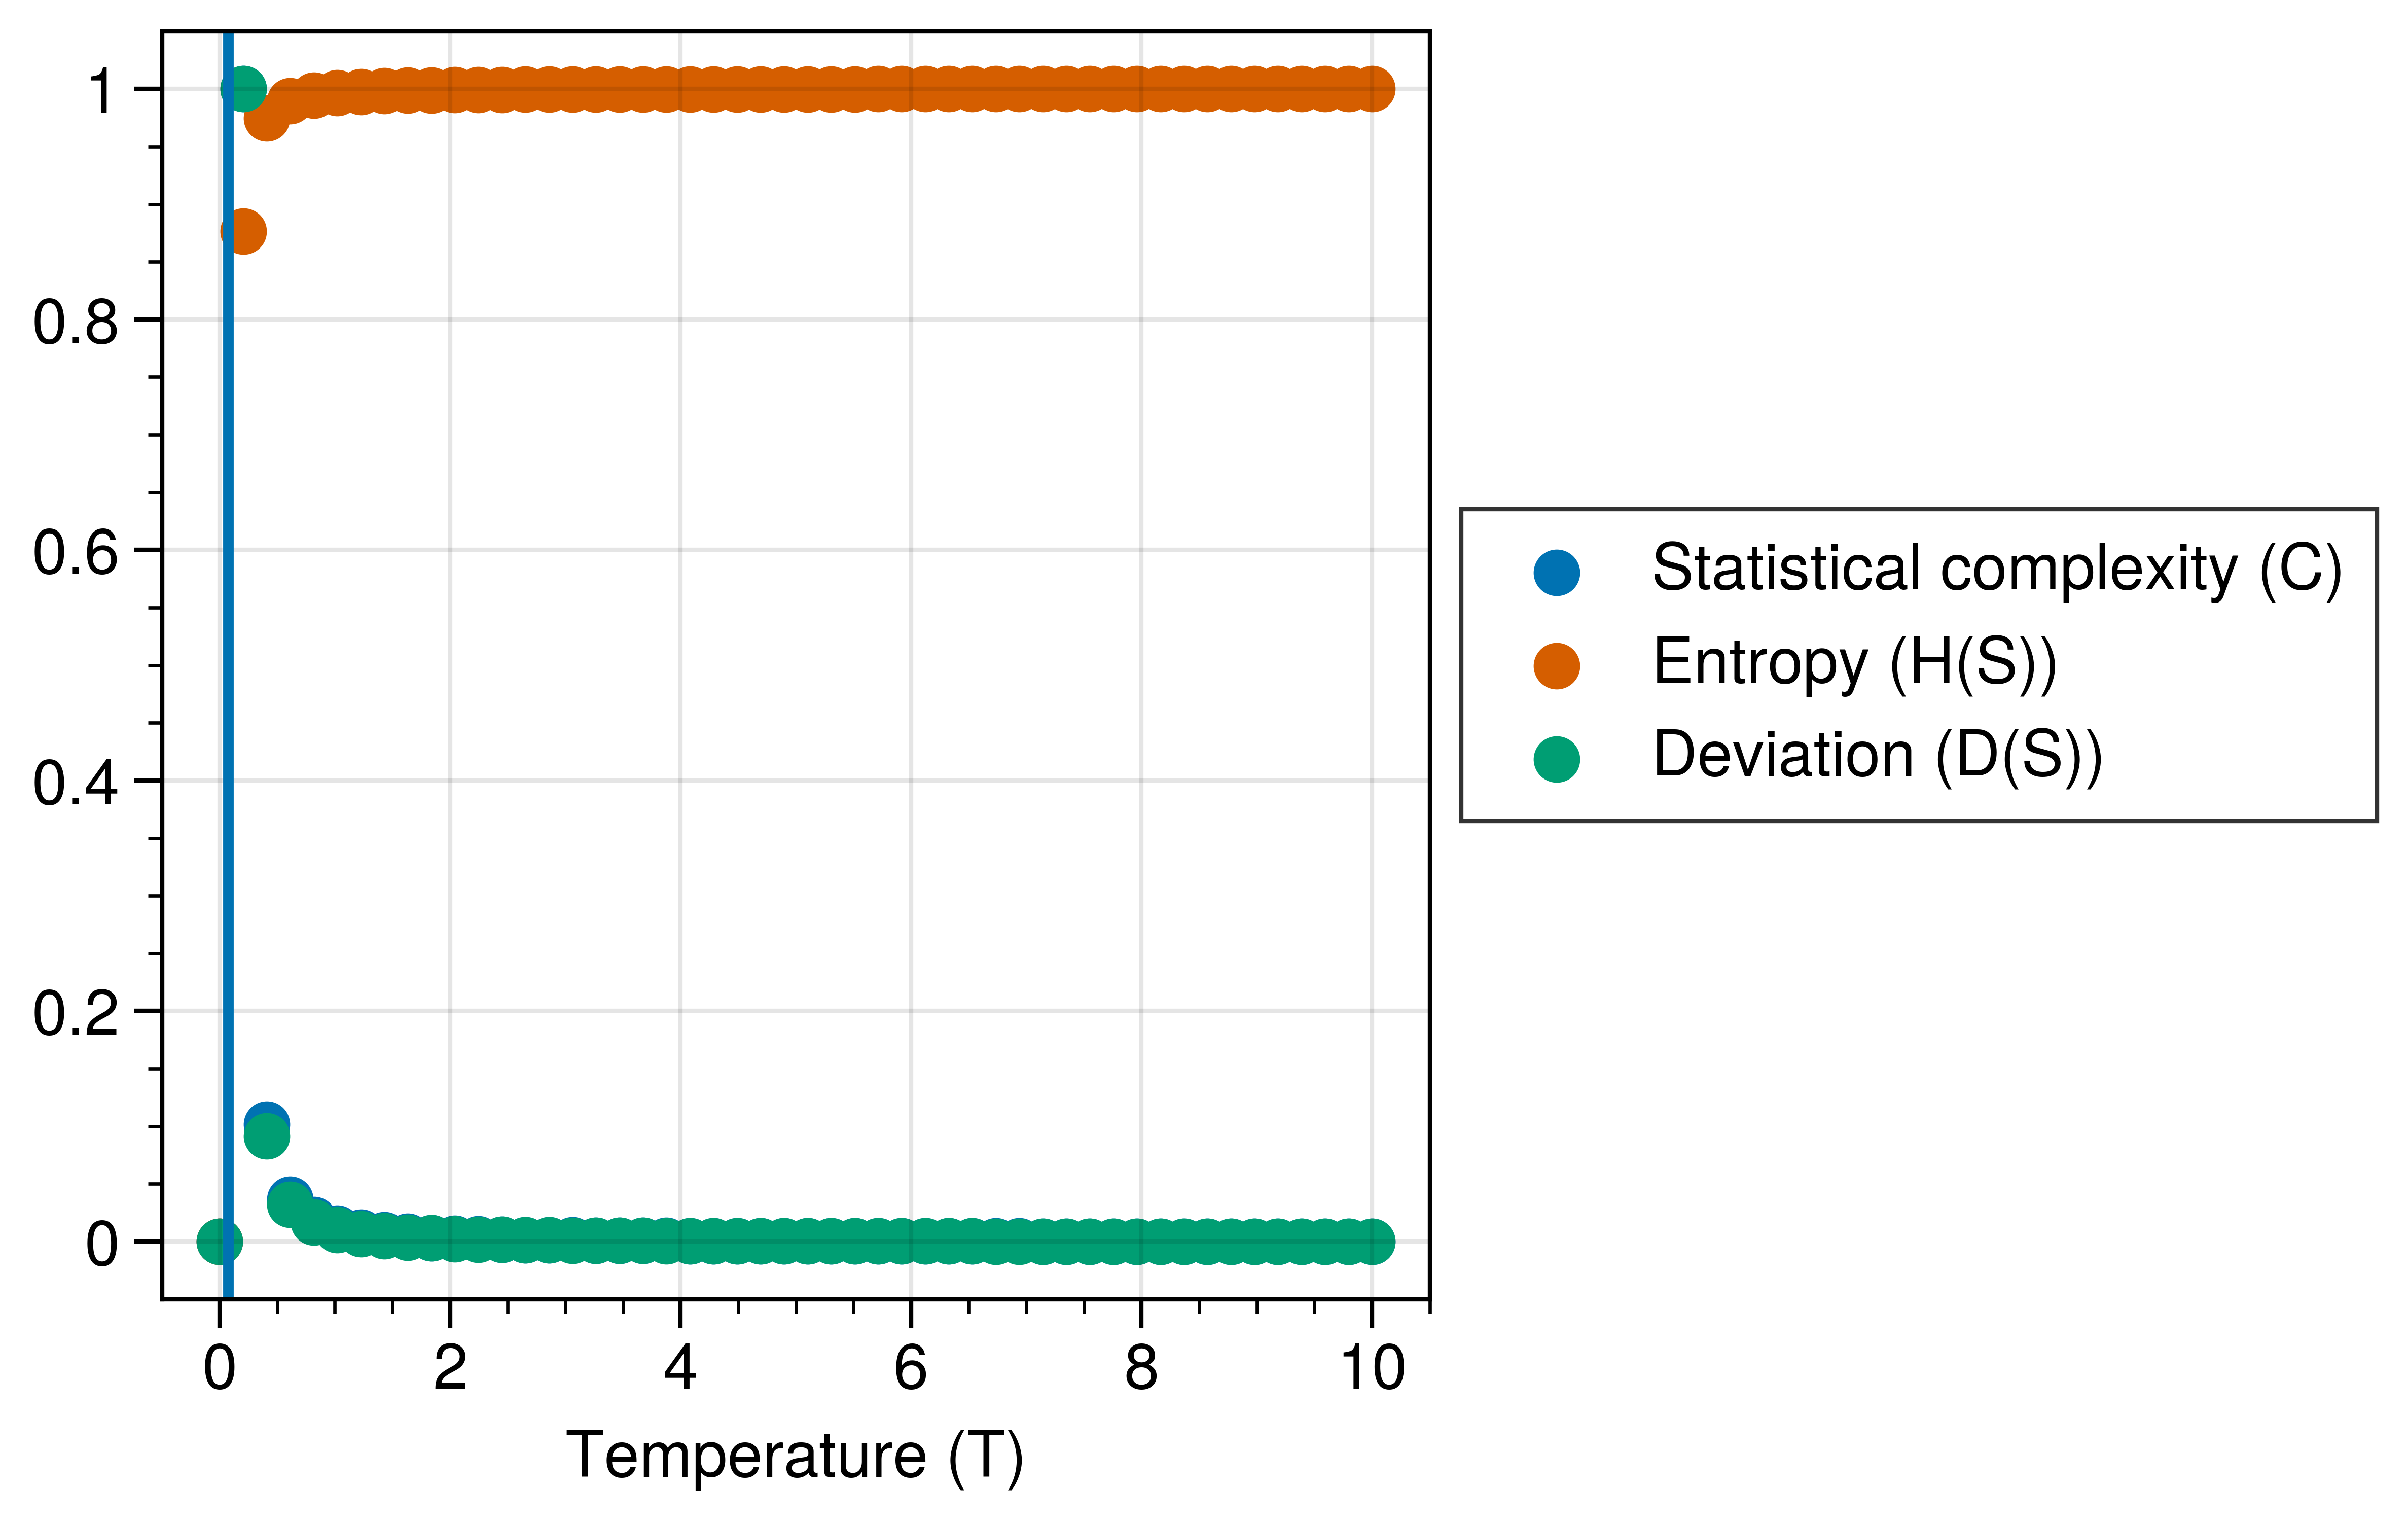 1
0.8
0.6
0.4
0.2
0
0 2 4 6 8 10
Temperature (T)
Statistical complexity (C)
Entropy (H(S))
Deviation (D(S))